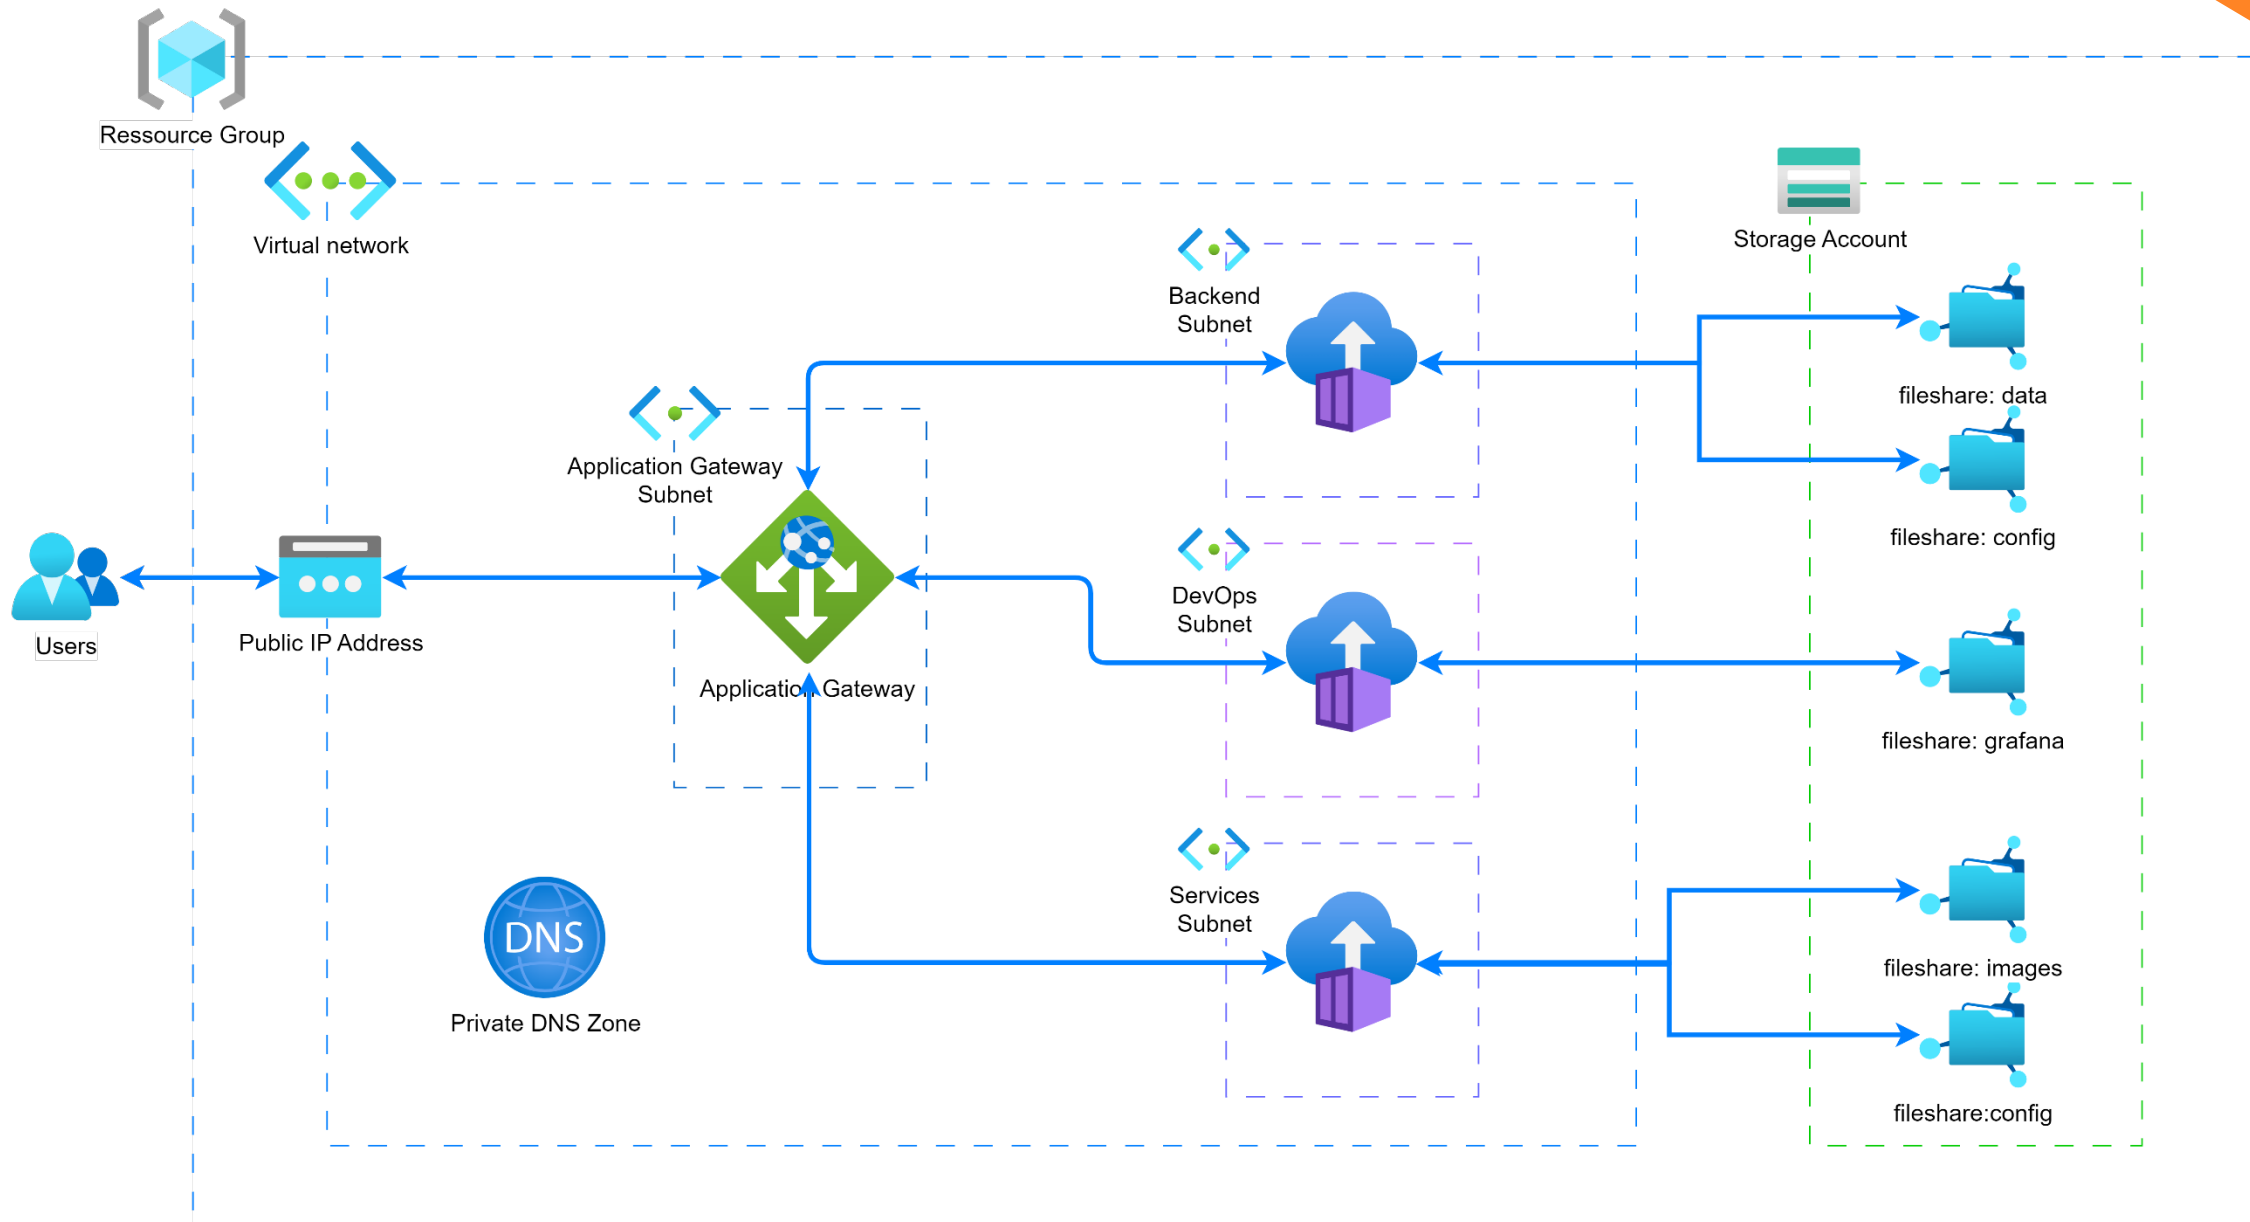 Ressource Group
Virtual network
Storage Account
Backend
Subnet
fileshare: data
Application Gateway
Subnet
fileshare: config
DevOps
Subnet
Users
Public IP Address
Application Gateway
fileshare: grafana
Services
Subnet
DNS
Private DNS Zone
fileshare: images
fileshare:config